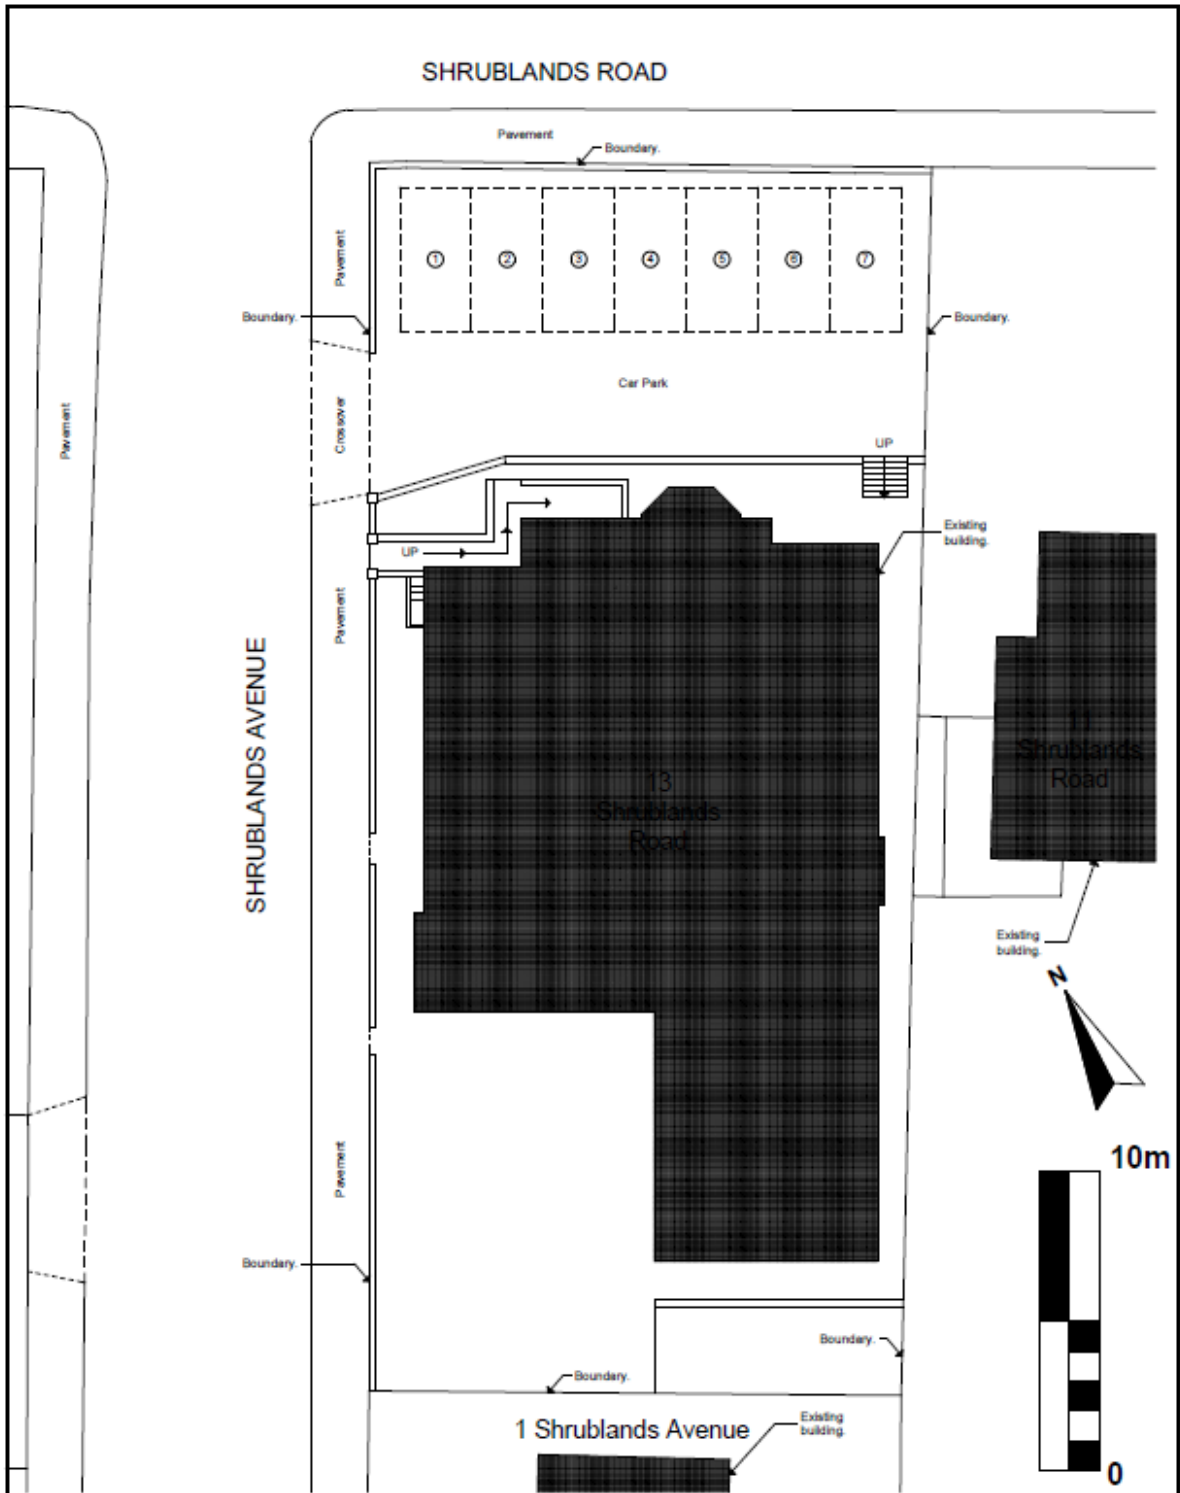 SHRUBLANDS ROAD
Pavement
Boundary.
1
2
3
4
5
6
7
Pavement
Boundary.
Boundary.
Car Park
Pavement
Crossover
UP
UP
Existing
building.
Pavement
SHRUBLANDS AVENUE
11
Shrublands
Road
13
Shrublands
Road
Existing
building.
N
10m
Pavement
Boundary.
Boundary.
Boundary.
1 Shrublands Avenue
Existing
building.
0